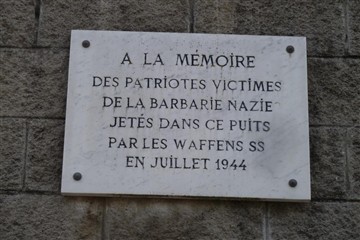 A LA MÉMOIRE
DES PATRIOTES VICTIMES
DE LA BARBARIE NAZIE
JETÉS DANS CE PUITS
PAR LES WAFFENS SS
EN JUILLET 1944